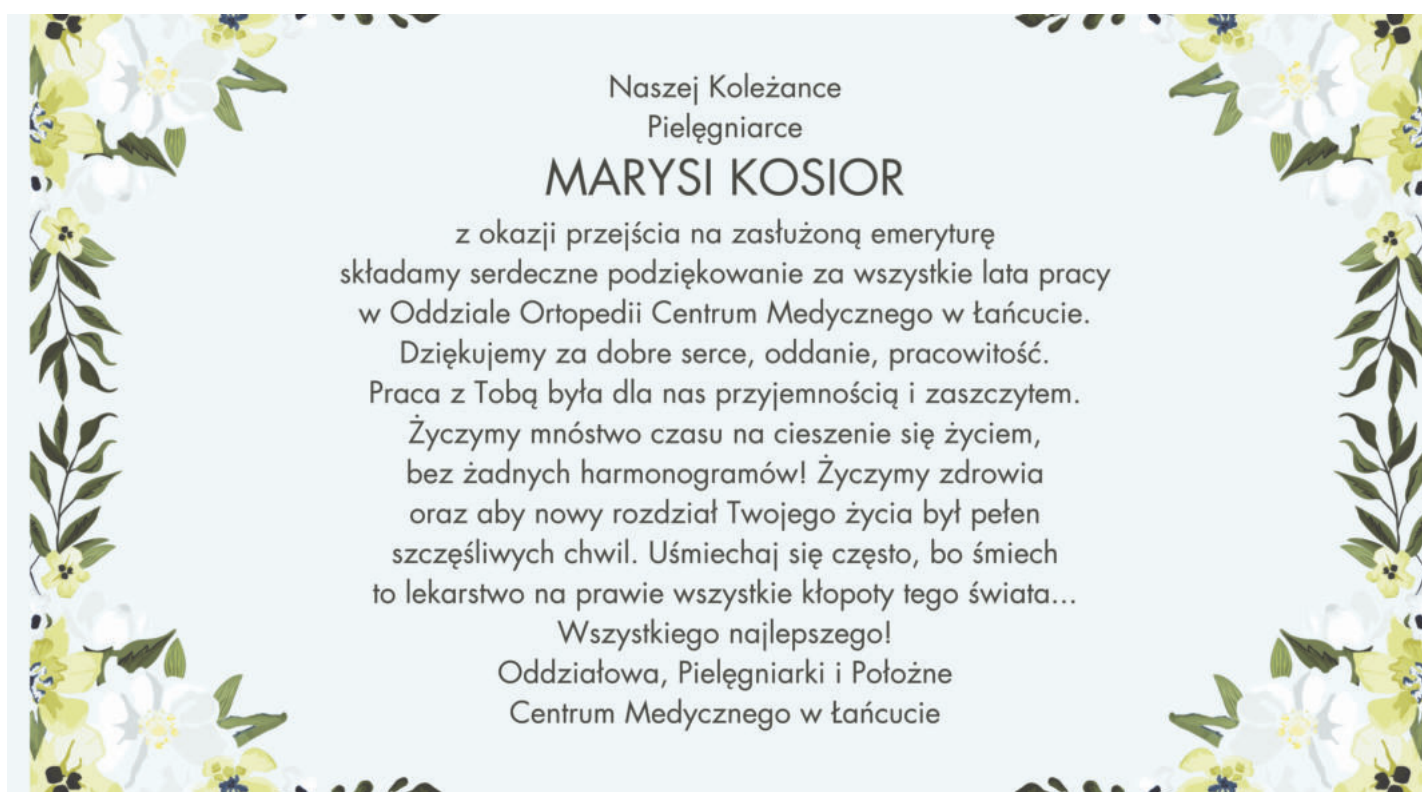 Naszej Koleżance
Pielęgniarce
MARYSI KOSIOR
z okazji przejścia na zasłużoną emeryturę
składamy serdeczne podziękowanie za wszystkie lata pracy
w Oddziale Ortopedii Centrum Medycznego w Łańcucie.
Dziękujemy za dobre serce, oddanie, pracowitość.
Praca z Tobą była dla nas przyjemnością i zaszczytem.
Życzymy mnóstwo czasu na cieszenie się życiem,
bez żadnych harmonogramów! Życzymy zdrowia
oraz aby nowy rozdział Twojego życia był pełen
szczęśliwych chwil. Uśmiechaj się często, bo śmiech
to lekarstwo na prawie wszystkie kłopoty tego świata...
Wszystkiego najlepszego!
Oddziałowa, Pielęgniarki i Położne
Centrum Medycznego w Łańcucie